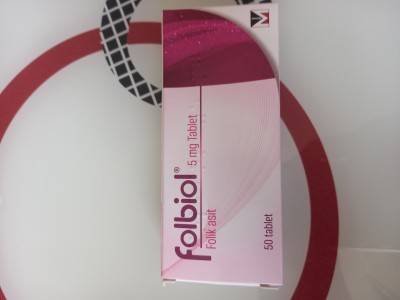 folbiol® 5 mg Tablet
Folik asit
50 tablet
M